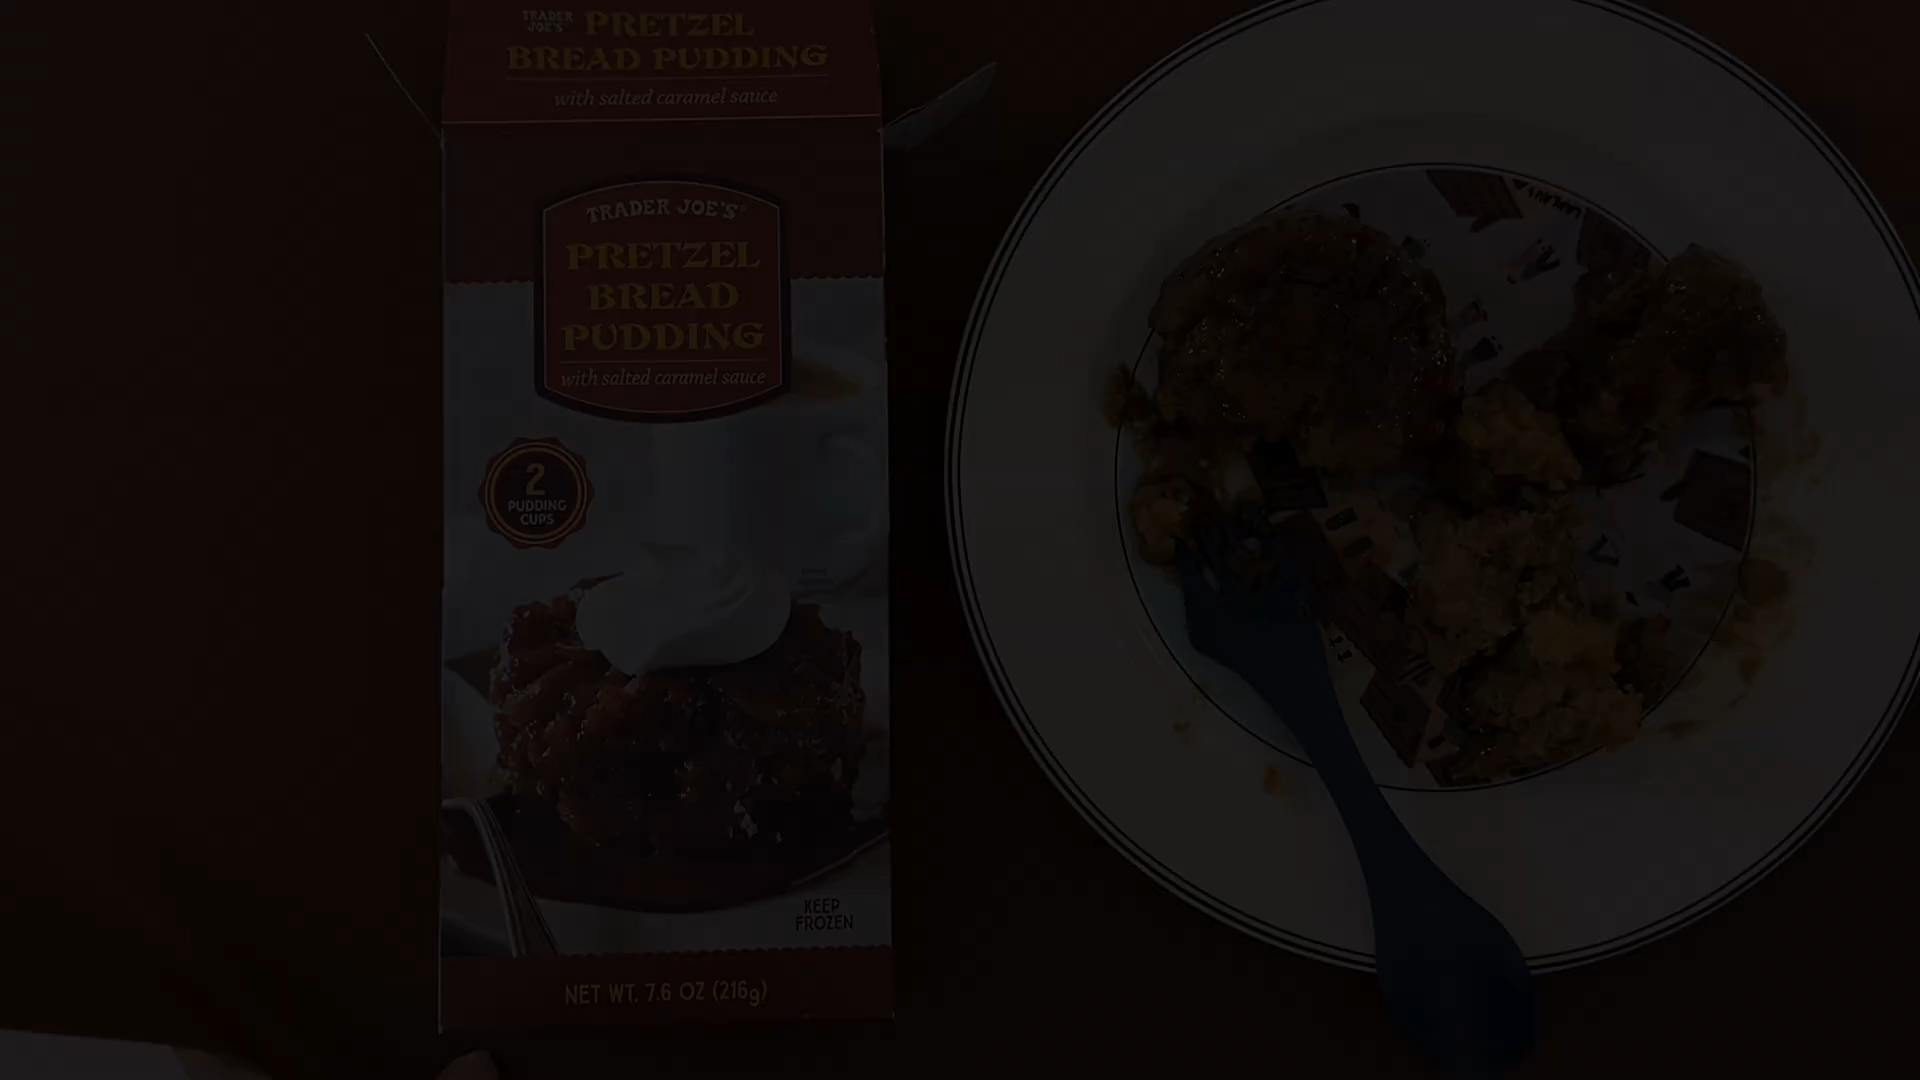 TRADER
JOE'S
PRETZEL
BREAD PUDDING
with salted caramel sauce
TRADER JOE'S®
PRETZEL
BREAD
PUDDING
with salted caramel sauce
2
PUDDING
CUPS
KEEP
FROZEN
NET WT. 7.6 OZ (216g)